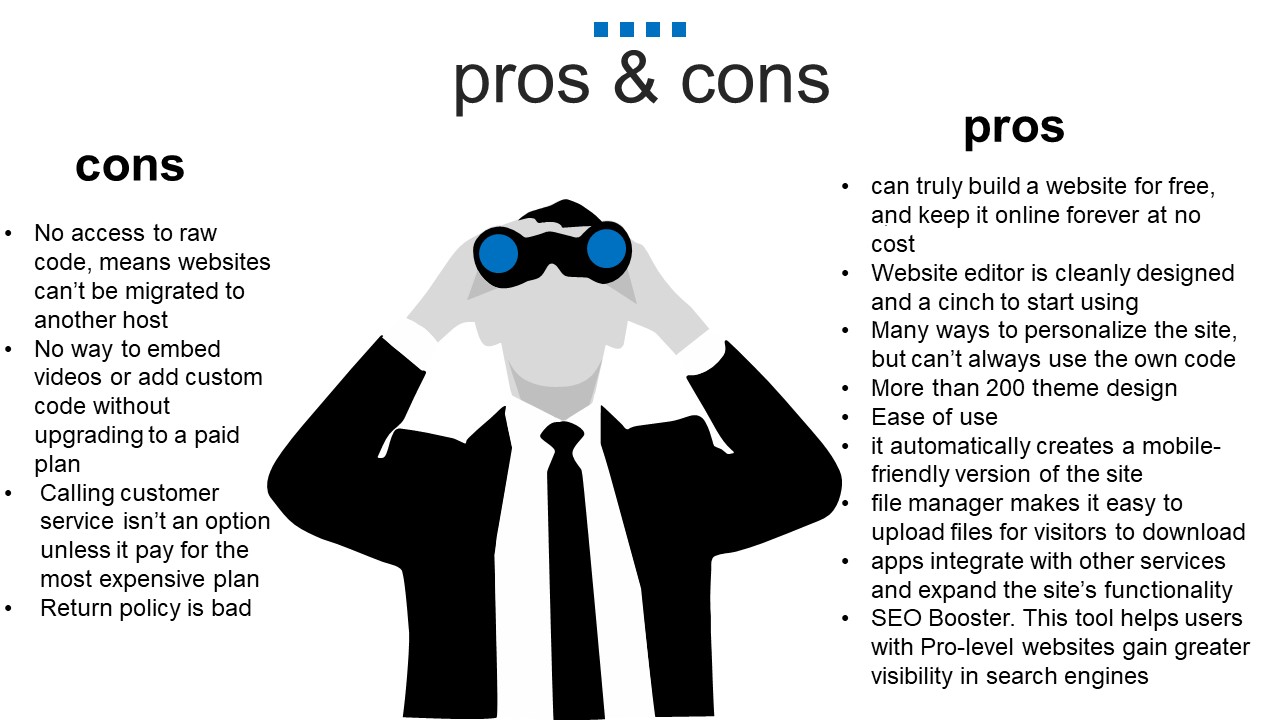 pros & cons
cons
• No access to raw
code, means websites
can’t be migrated to
another host
• No way to embed
videos or add custom
code without
upgrading to a paid
plan
• Calling customer
service isn’t an option
unless it pay for the
most expensive plan
• Return policy is bad
pros
• can truly build a website for free,
and keep it online forever at no
cost
• Website editor is cleanly designed
and a cinch to start using
• Many ways to personalize the site,
but can’t always use the own code
• More than 200 theme design
• Ease of use
• it automatically creates a mobile-
friendly version of the site
• file manager makes it easy to
upload files for visitors to download
• apps integrate with other services
and expand the site’s functionality
• SEO Booster. This tool helps users
with Pro-level websites gain greater
visibility in search engines